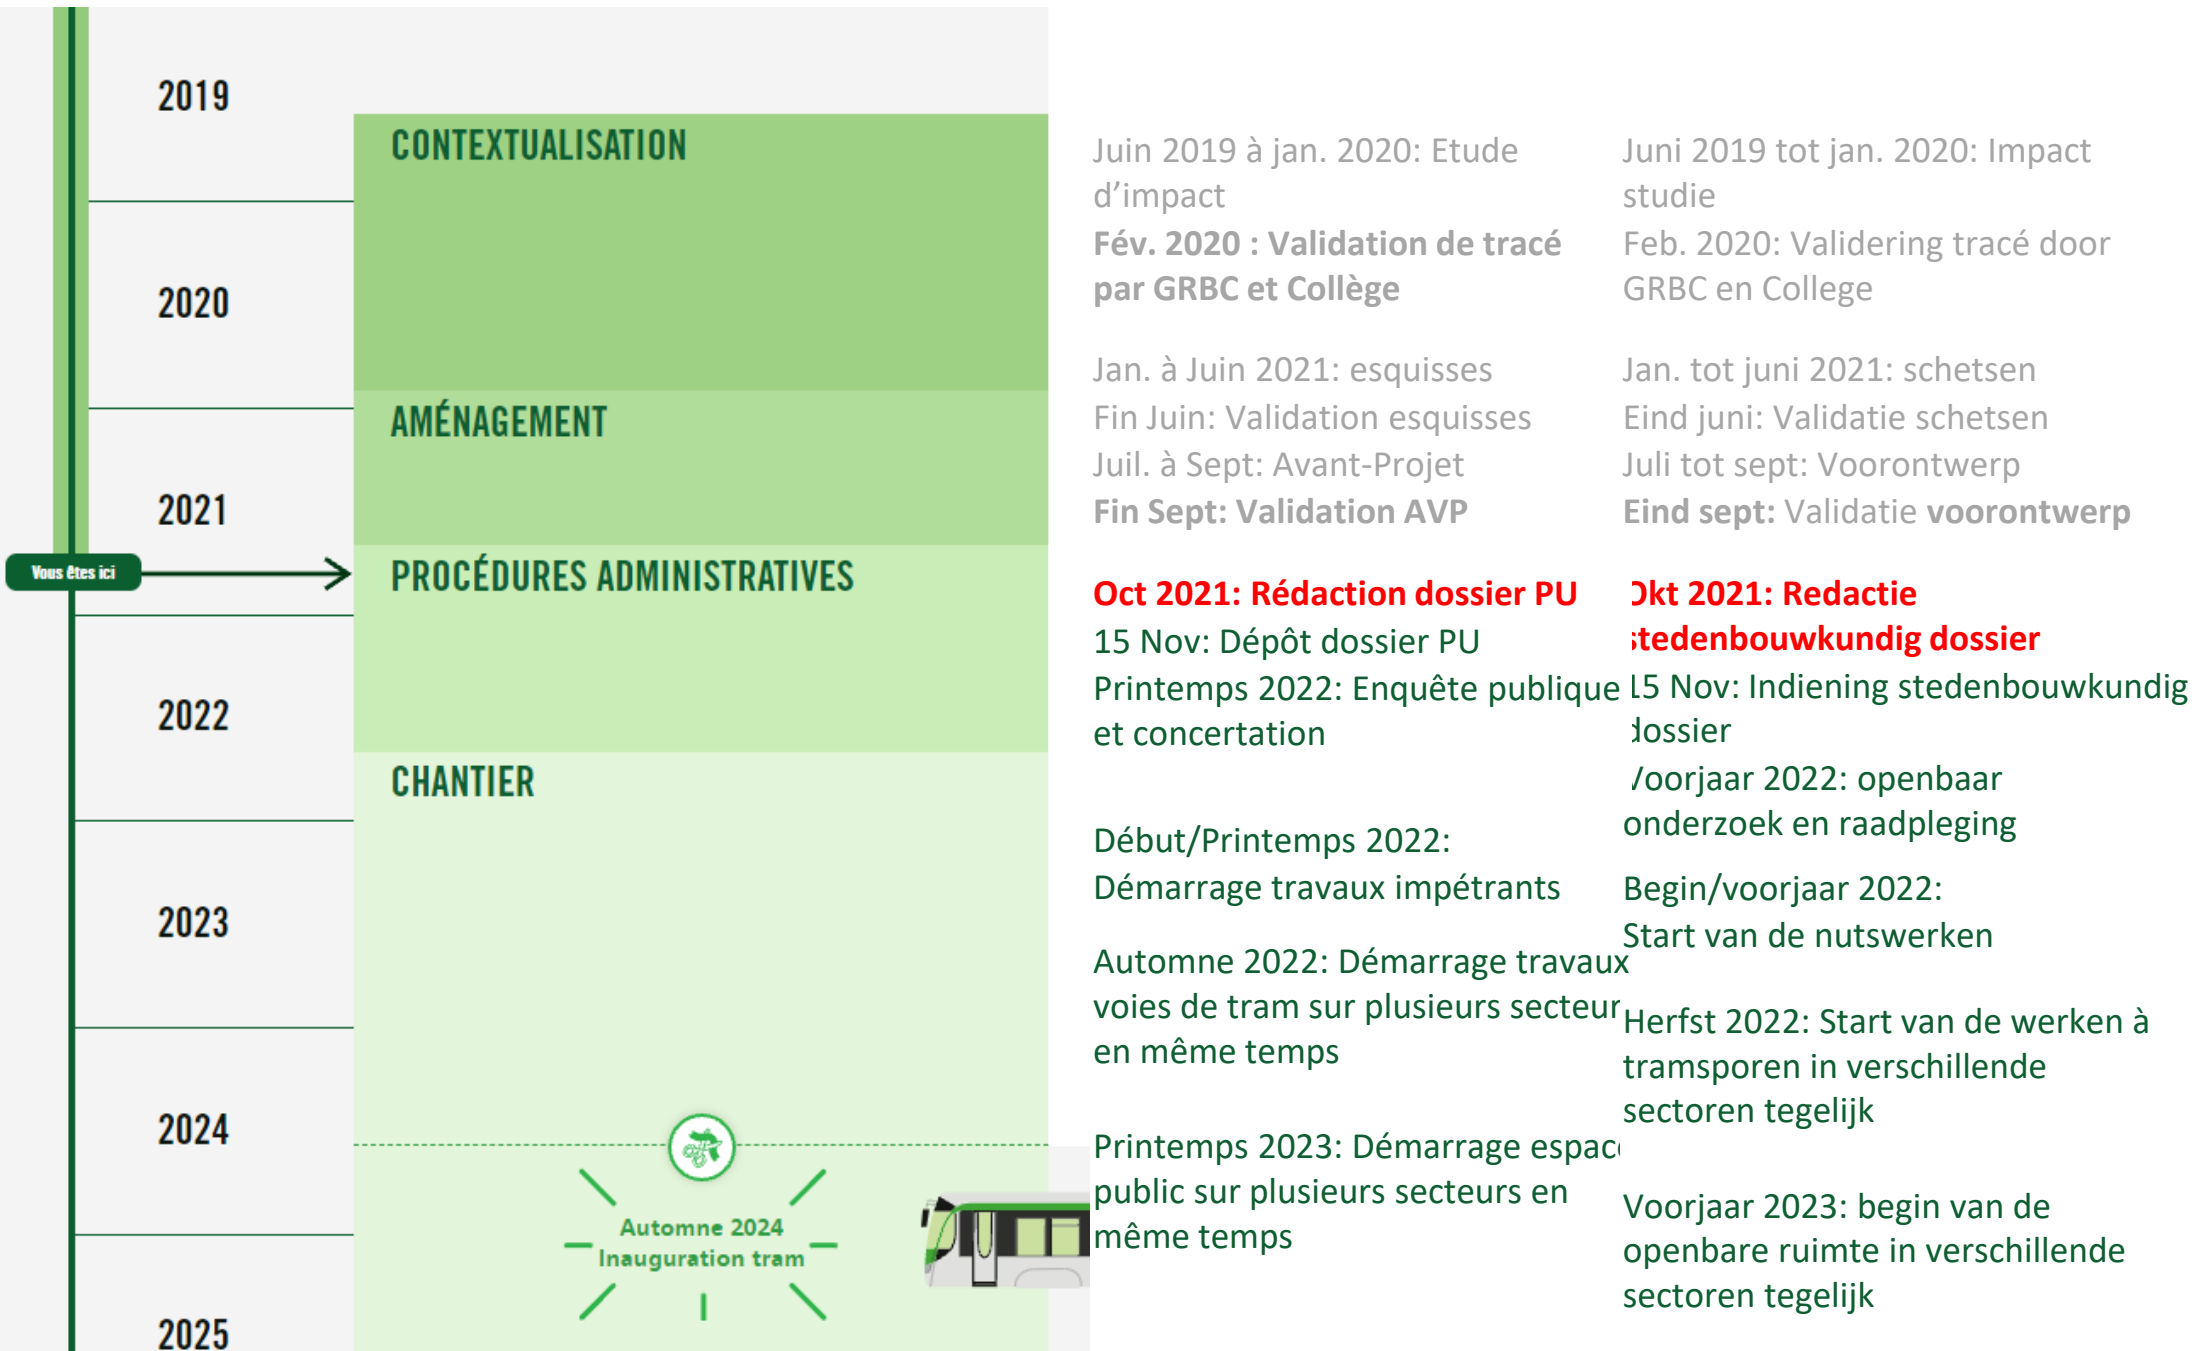 2019
2020
2021
Vous êtes ici
2022
2023
2024
2025
CONTEXTUALISATION
AMÉNAGEMENT
PROCÉDURES ADMINISTRATIVES
CHANTIER
Automne 2024
Inauguration tram
Juin 2019 à jan. 2020: Etude
d’impact
Fév. 2020 : Validation de tracé
par GRBC et Collège
Jan. à Juin 2021: esquisses
Fin Juin: Validation esquisses
Juil. à Sept: Avant-Projet
Fin Sept: Validation AVP
Oct 2021: Rédaction dossier PU
15 Nov: Dépôt dossier PU
Printemps 2022: Enquête publique
et concertation
Début/Printemps 2022:
Démarrage travaux impétrants
Automne 2022: Démarrage travaux
voies de tram sur plusieurs secteur
en même temps
Printemps 2023: Démarrage espace
public sur plusieurs secteurs en
même temps
Juni 2019 tot jan. 2020: Impact
studie
Feb. 2020: Validering tracé door
GRBC en College
Jan. tot juni 2021: schetsen
Eind juni: Validatie schetsen
Juli tot sept: Voorontwerp
Eind sept: Validatie voorontwerp
Okt 2021: Redactie
stedenbouwkundig dossier
15 Nov: Indiening stedenbouwkundig
dossier
Voorjaar 2022: openbaar
onderzoek en raadpleging
Begin/voorjaar 2022:
Start van de nutswerken
Herfst 2022: Start van de werken à
tramsporen in verschillende
sectoren tegelijk
Voorjaar 2023: begin van de
openbare ruimte in verschillende
sectoren tegelijk